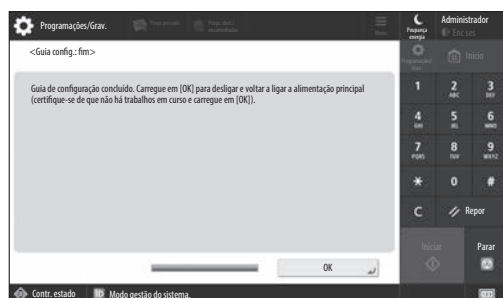 Programações/Grav.
Poupança
energia
Administrador
Enc ses
<Guia config.: fim>
Início
Guia de configuração concluído. Carregue em [OK] para desligar e voltar a ligar a alimentação principal
(certifique-se de que não há trabalhos em curso e carregue em [OK]).
1 2 3
ABC DEF
4 5 6
GHI JKL MNO
7 8 9
PQRS TUV WXYZ
* 0 #
C Repor
Iniciar Parar
OK
Contr. estado ID Modo gestão do sistema.